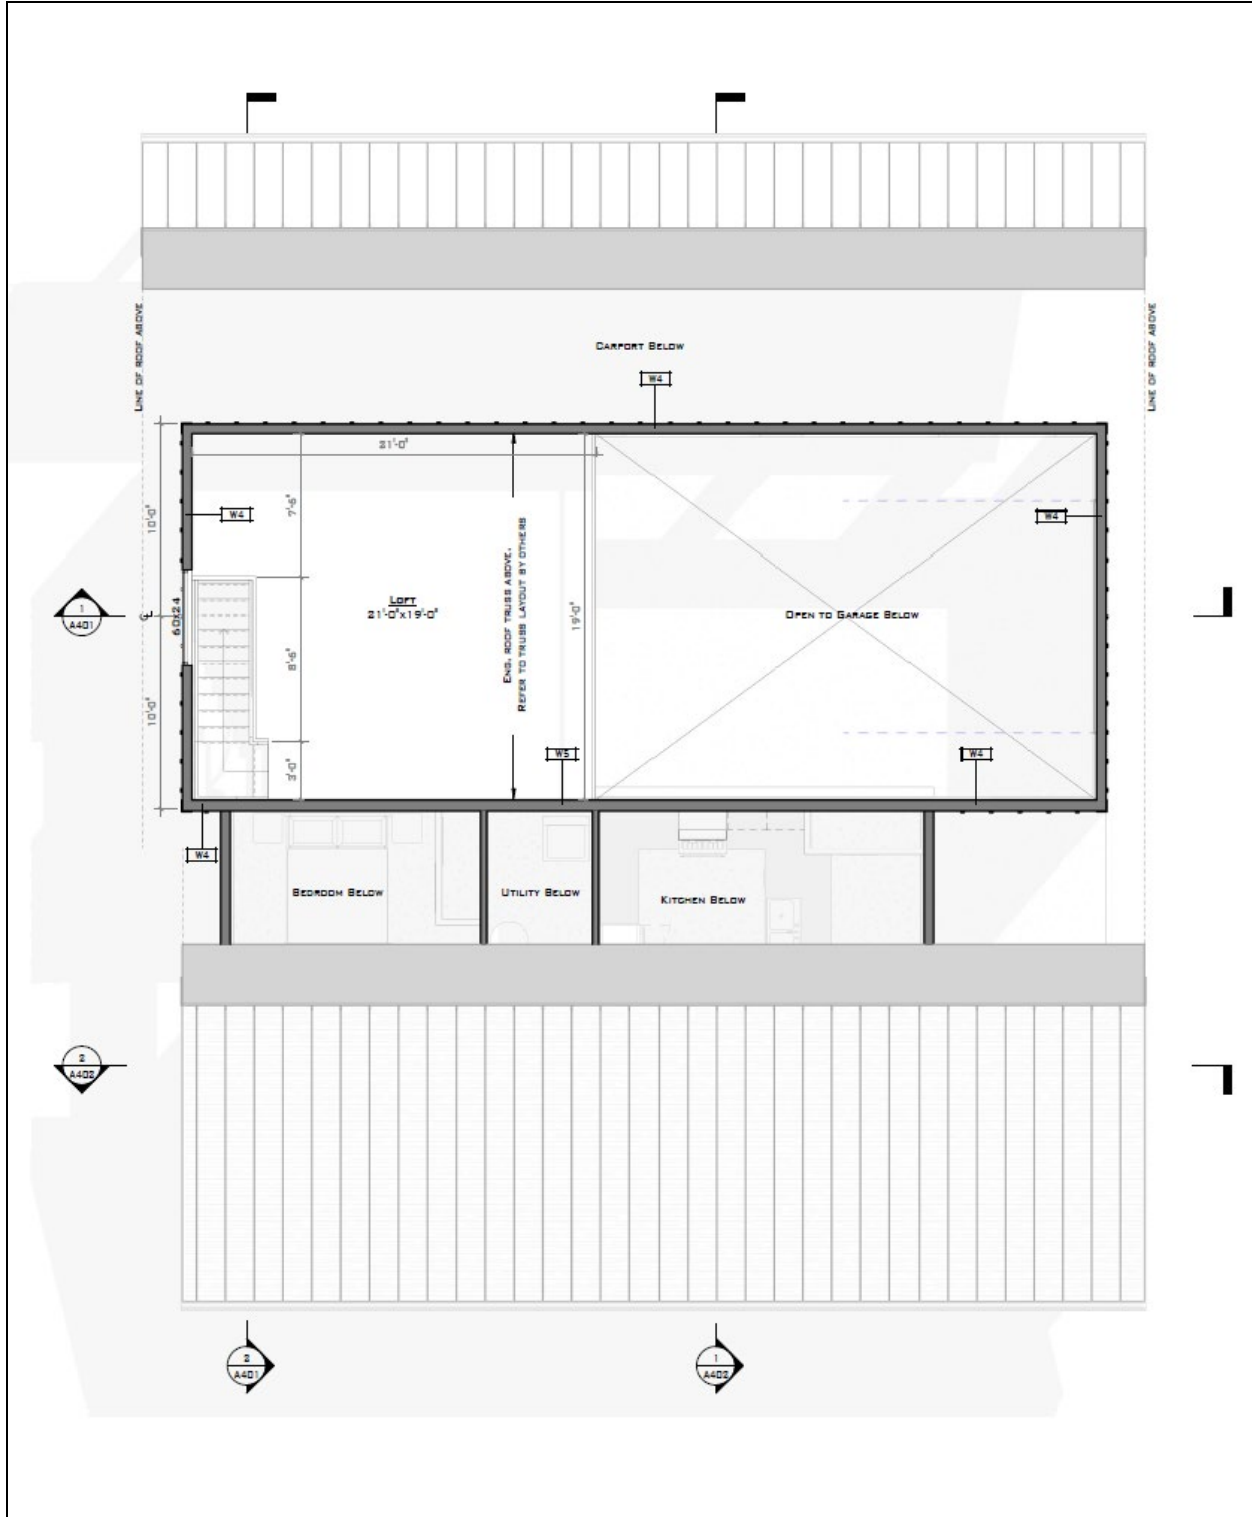 LINE OF ROOF ABOVE
LINE OF ROOF ABOVE
CARPORT BELOW
W4
21'-0"
10'-0"
7'-6"
W4
W4
ENG. ROOF TRUSS ABOVE.
REFER TO TRUSS LAYOUT BY OTHERS
1
A401
CL
60x24
LOFT
21'-0"x19'-0"
19'-0"
OPEN TO GARAGE BELOW
8'-6"
10'-0"
3'-0"
W5
W4
W4
BEDROOM BELOW
UTILITY BELOW
KITCHEN BELOW
2
A402
2
A401
1
A402